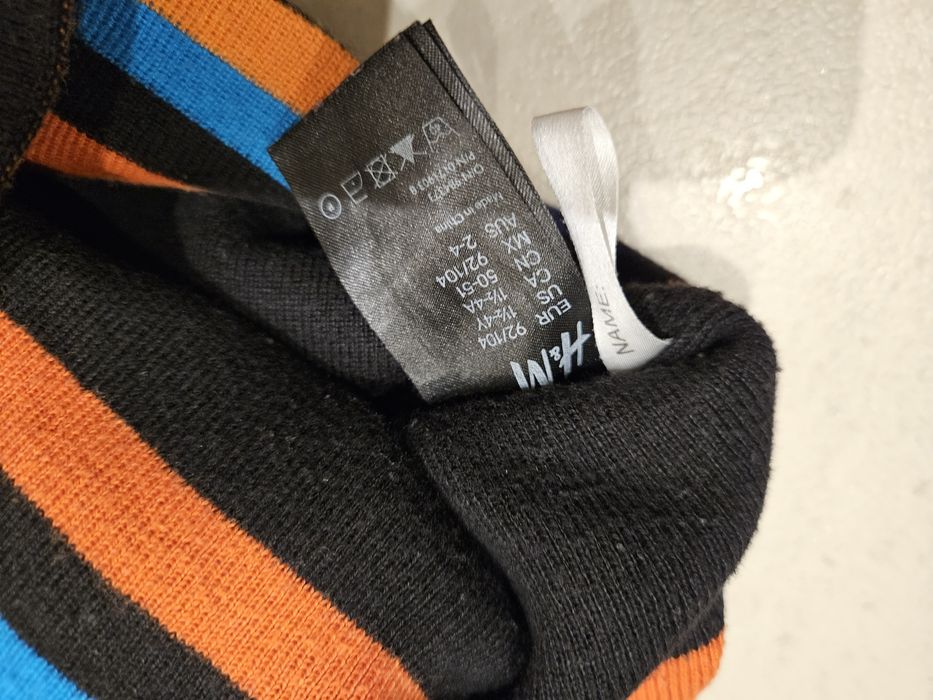 H&M
EUR 92/104
US 1½-4Y
CA 1½-4A
CN 50-51
MX 92/104
AUS 2-4
Made in China
NAME: